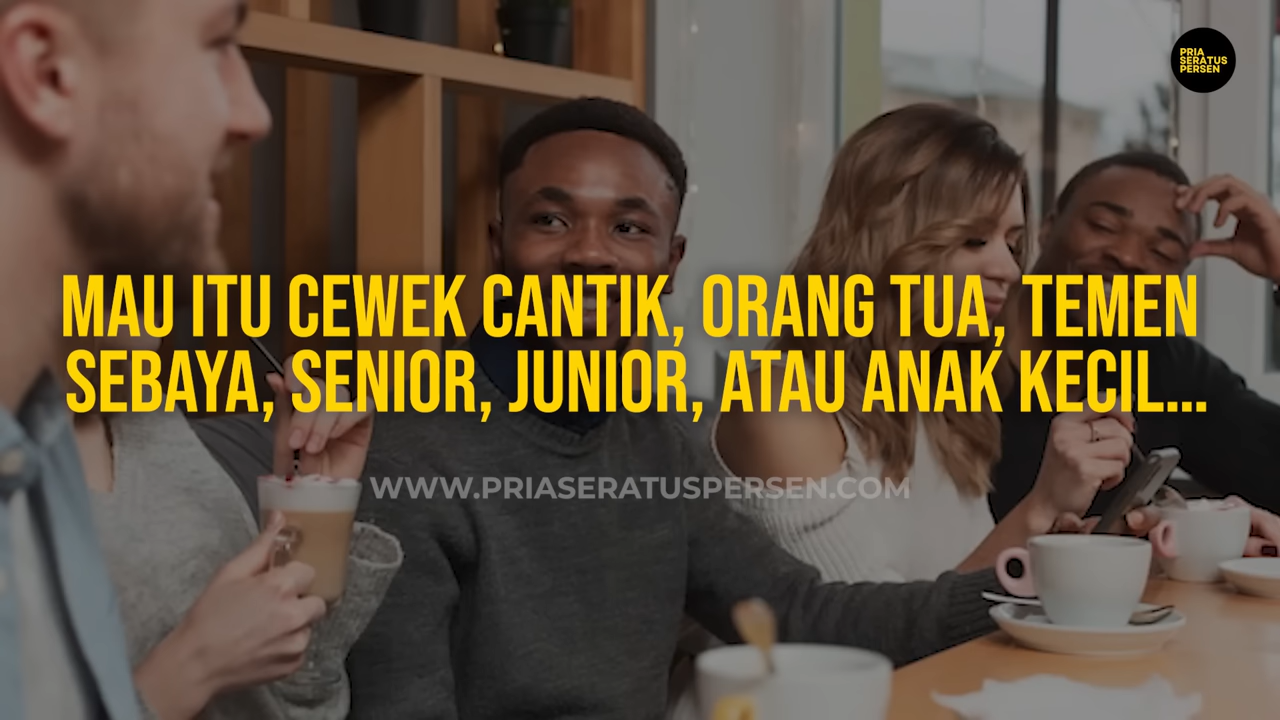 PRIA
SERATUS
PERSEN
MAU ITU CEWEK CANTIK, ORANG TUA, TEMEN
SEBAYA, SENIOR, JUNIOR, ATAU ANAK KECIL...
WWW.PRIASERATUSPERSEN.COM